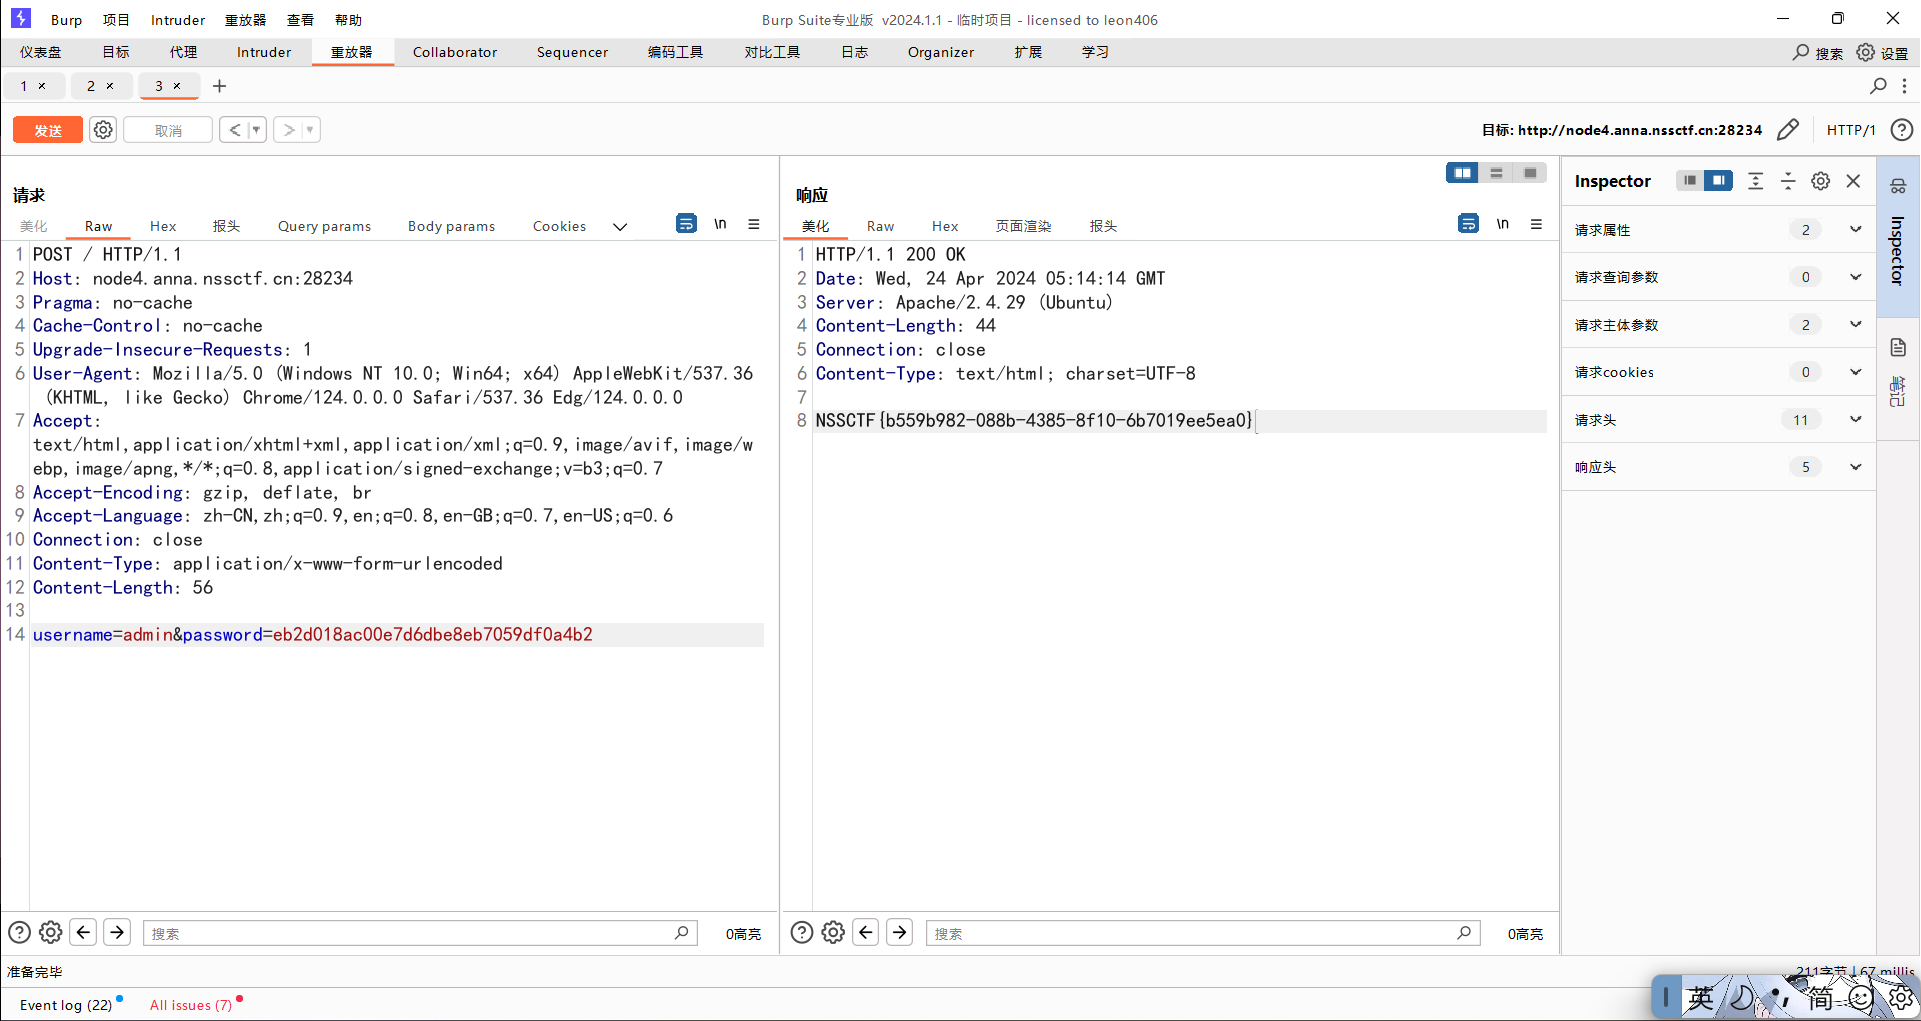 Burp 项目 Intruder 重放器 查看 帮助
Burp Suite专业版 v2024.1.1 - 临时项目 - licensed to leon406
仪表盘 目标 代理 Intruder 重放器 Collaborator Sequencer 编码工具 对比工具 日志 Organizer 扩展 学习
搜索 设置
1 × 2 × 3 × +
发送 取消 < ▾ > ▾
目标: http://node4.anna.nssctf.cn:28234 HTTP/1
请求
美化 Raw Hex 报头 Query params Body params Cookies \n
1 POST / HTTP/1.1
2 Host: node4.anna.nssctf.cn:28234
3 Pragma: no-cache
4 Cache-Control: no-cache
5 Upgrade-Insecure-Requests: 1
6 User-Agent: Mozilla/5.0 (Windows NT 10.0; Win64; x64) AppleWebKit/537.36
(KHTML, like Gecko) Chrome/124.0.0.0 Safari/537.36 Edg/124.0.0.0
7 Accept:
text/html,application/xhtml+xml,application/xml;q=0.9,image/avif,image/w
ebp,image/apng,*/*;q=0.8,application/signed-exchange;v=b3;q=0.7
8 Accept-Encoding: gzip, deflate, br
9 Accept-Language: zh-CN,zh;q=0.9,en;q=0.8,en-GB;q=0.7,en-US;q=0.6
10 Connection: close
11 Content-Type: application/x-www-form-urlencoded
12 Content-Length: 56
13
14 username=admin&password=eb2d018ac00e7d6dbe8eb7059df0a4b2
搜索 0高亮
响应
美化 Raw Hex 页面渲染 报头 \n
1 HTTP/1.1 200 OK
2 Date: Wed, 24 Apr 2024 05:14:14 GMT
3 Server: Apache/2.4.29 (Ubuntu)
4 Content-Length: 44
5 Connection: close
6 Content-Type: text/html; charset=UTF-8
7
8 NSSCTF{b559b982-088b-4385-8f10-6b7019ee5ea0}
搜索 0高亮
Inspector
请求属性 2
请求查询参数 0
请求主体参数 2
请求cookies 0
请求头 11
响应头 5
Inspector
笔记
准备完毕
211字节 | 67 millis
Event log (22) All issues (7)
英 简